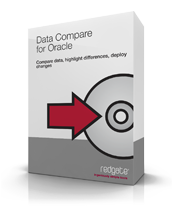 Data Compare
for Oracle
Compare data, highlight differences, deploy
changes
redgate